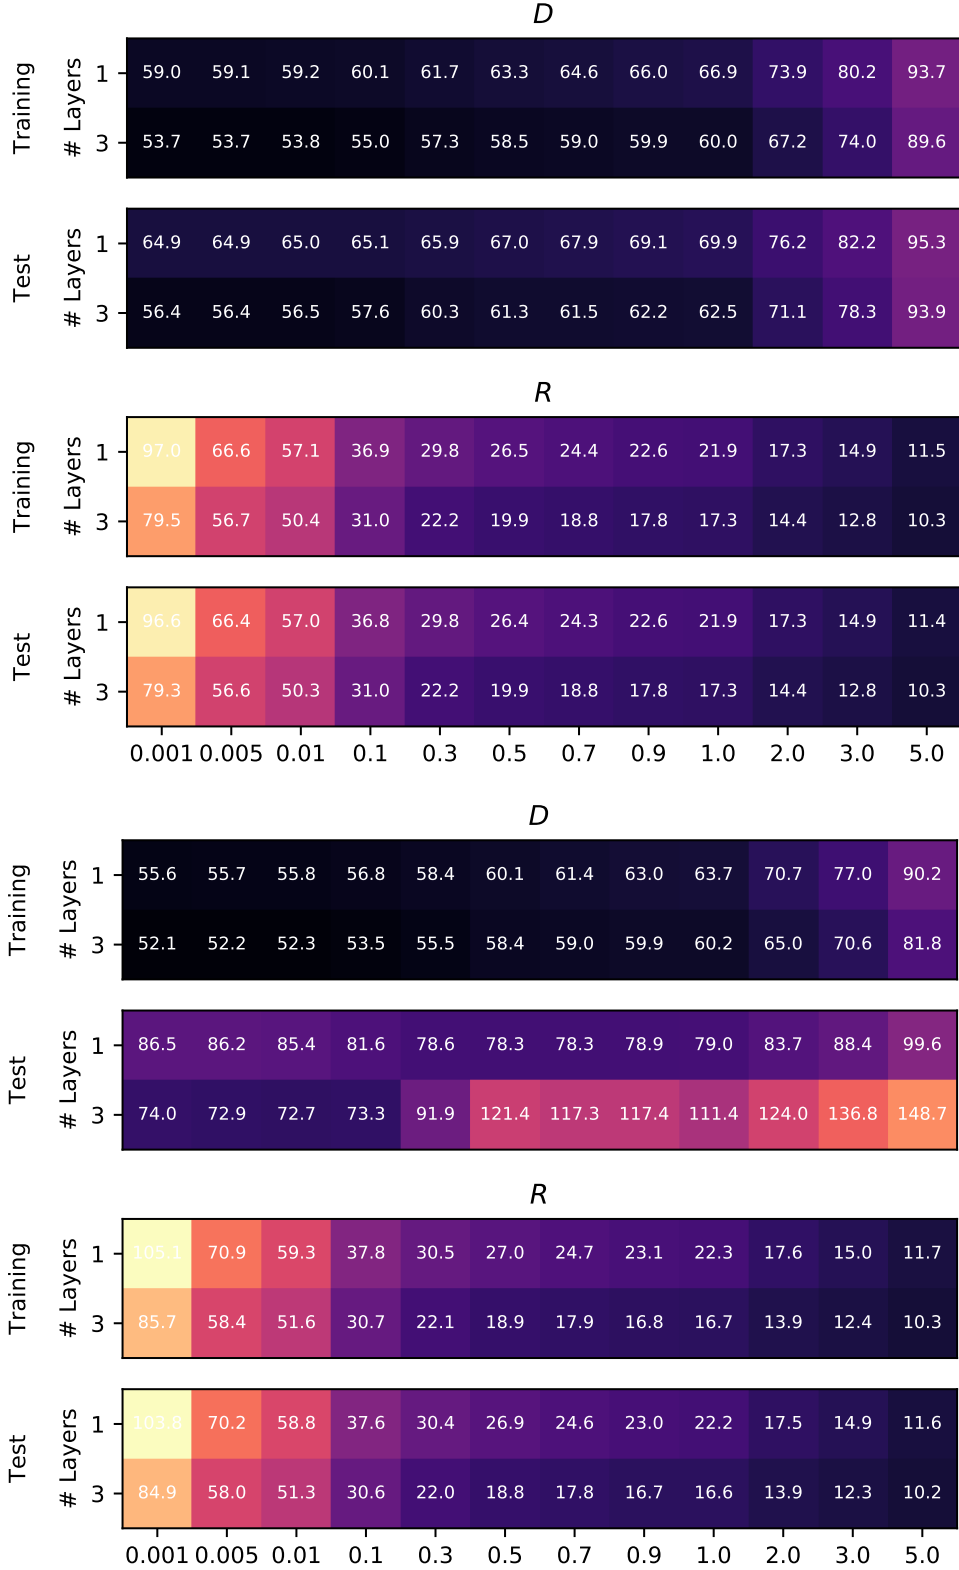 D
Training # Layers 1 59.0 59.1 59.2 60.1 61.7 63.3 64.6 66.0 66.9 73.9 80.2 93.7
3 53.7 53.7 53.8 55.0 57.3 58.5 59.0 59.9 60.0 67.2 74.0 89.6
Test # Layers 1 64.9 64.9 65.0 65.1 65.9 67.0 67.9 69.1 69.9 76.2 82.2 95.3
3 56.4 56.4 56.5 57.6 60.3 61.3 61.5 62.2 62.5 71.1 78.3 93.9
R
Training # Layers 1 97.0 66.6 57.1 36.9 29.8 26.5 24.4 22.6 21.9 17.3 14.9 11.5
3 79.5 56.7 50.4 31.0 22.2 19.9 18.8 17.8 17.3 14.4 12.8 10.3
Test # Layers 1 96.6 66.4 57.0 36.8 29.8 26.4 24.3 22.6 21.9 17.3 14.9 11.4
3 79.3 56.6 50.3 31.0 22.2 19.9 18.8 17.8 17.3 14.4 12.8 10.3
0.001 0.005 0.01 0.1 0.3 0.5 0.7 0.9 1.0 2.0 3.0 5.0
D
Training # Layers 1 55.6 55.7 55.8 56.8 58.4 60.1 61.4 63.0 63.7 70.7 77.0 90.2
3 52.1 52.2 52.3 53.5 55.5 58.4 59.0 59.9 60.2 65.0 70.6 81.8
Test # Layers 1 86.5 86.2 85.4 81.6 78.6 78.3 78.3 78.9 79.0 83.7 88.4 99.6
3 74.0 72.9 72.7 73.3 91.9 121.4 117.3 117.4 111.4 124.0 136.8 148.7
R
Training # Layers 1 105.1 70.9 59.3 37.8 30.5 27.0 24.7 23.1 22.3 17.6 15.0 11.7
3 85.7 58.4 51.6 30.7 22.1 18.9 17.9 16.8 16.7 13.9 12.4 10.3
Test # Layers 1 103.8 70.2 58.8 37.6 30.4 26.9 24.6 23.0 22.2 17.5 14.9 11.6
3 84.9 58.0 51.3 30.6 22.0 18.8 17.8 16.7 16.6 13.9 12.3 10.2
0.001 0.005 0.01 0.1 0.3 0.5 0.7 0.9 1.0 2.0 3.0 5.0